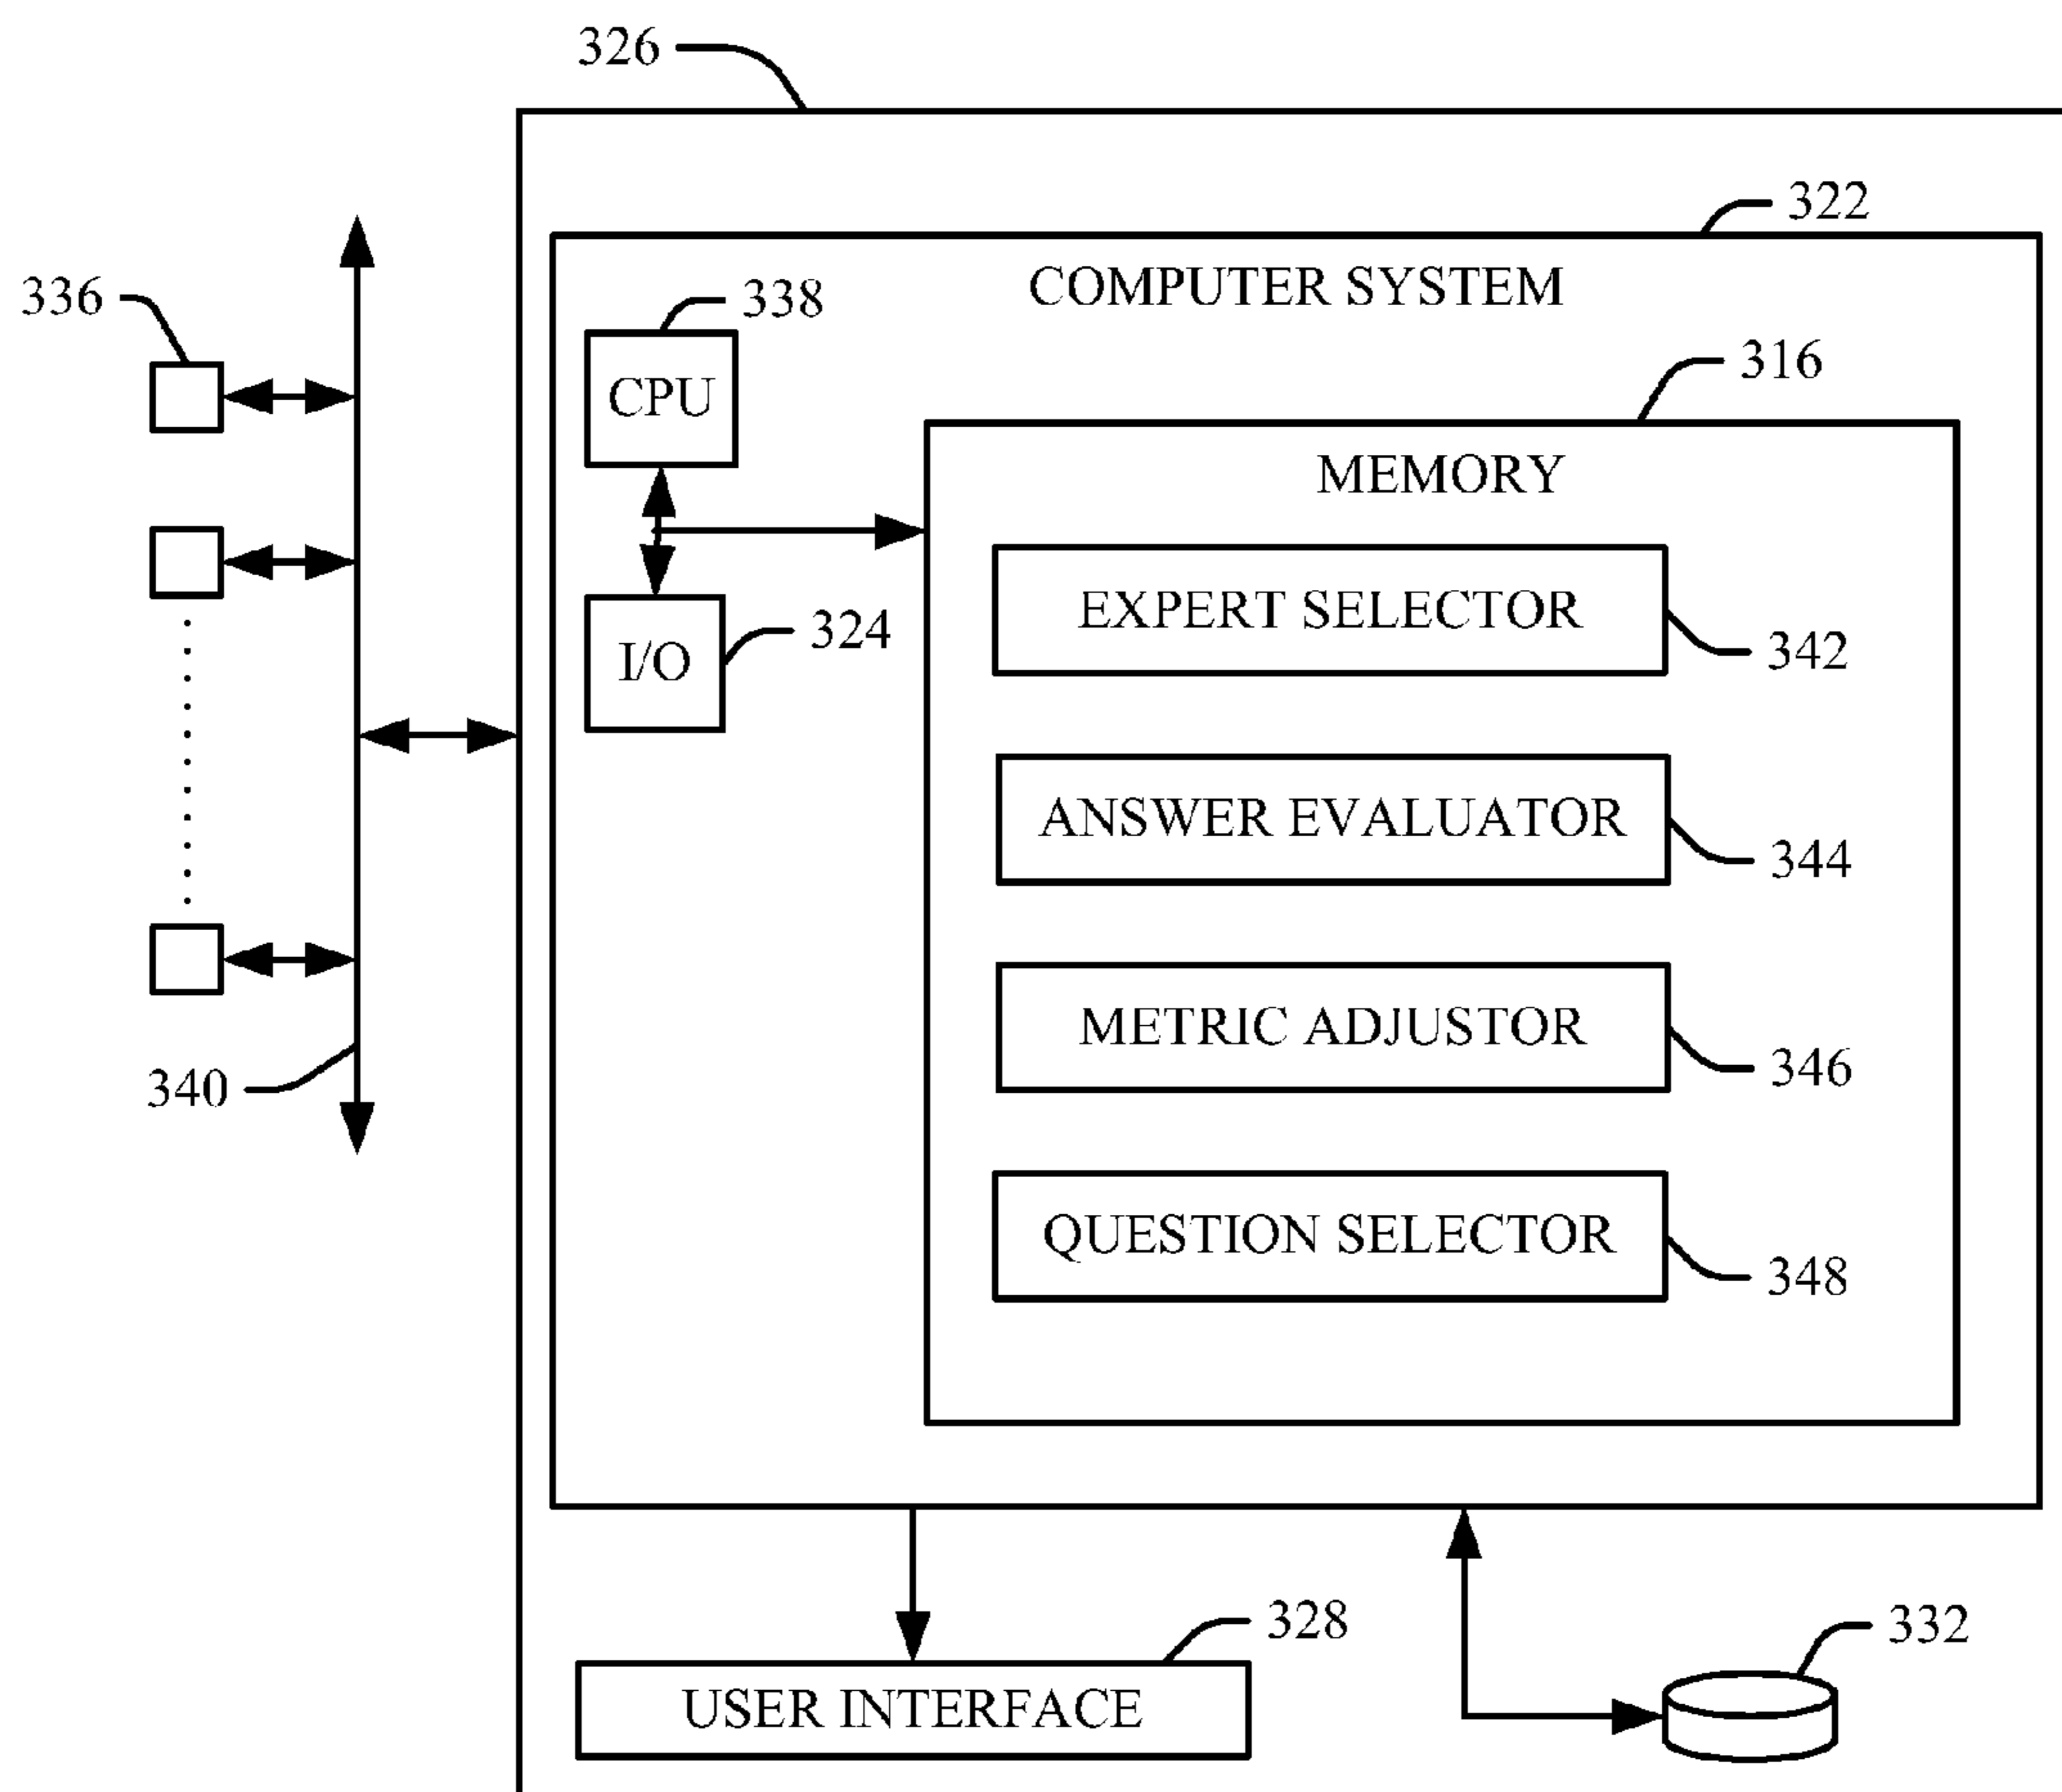 326
322
COMPUTER SYSTEM
336
338
CPU
316
MEMORY
EXPERT SELECTOR
342
I/O
324
ANSWER EVALUATOR
344
METRIC ADJUSTOR
346
340
QUESTION SELECTOR
348
328
USER INTERFACE
332